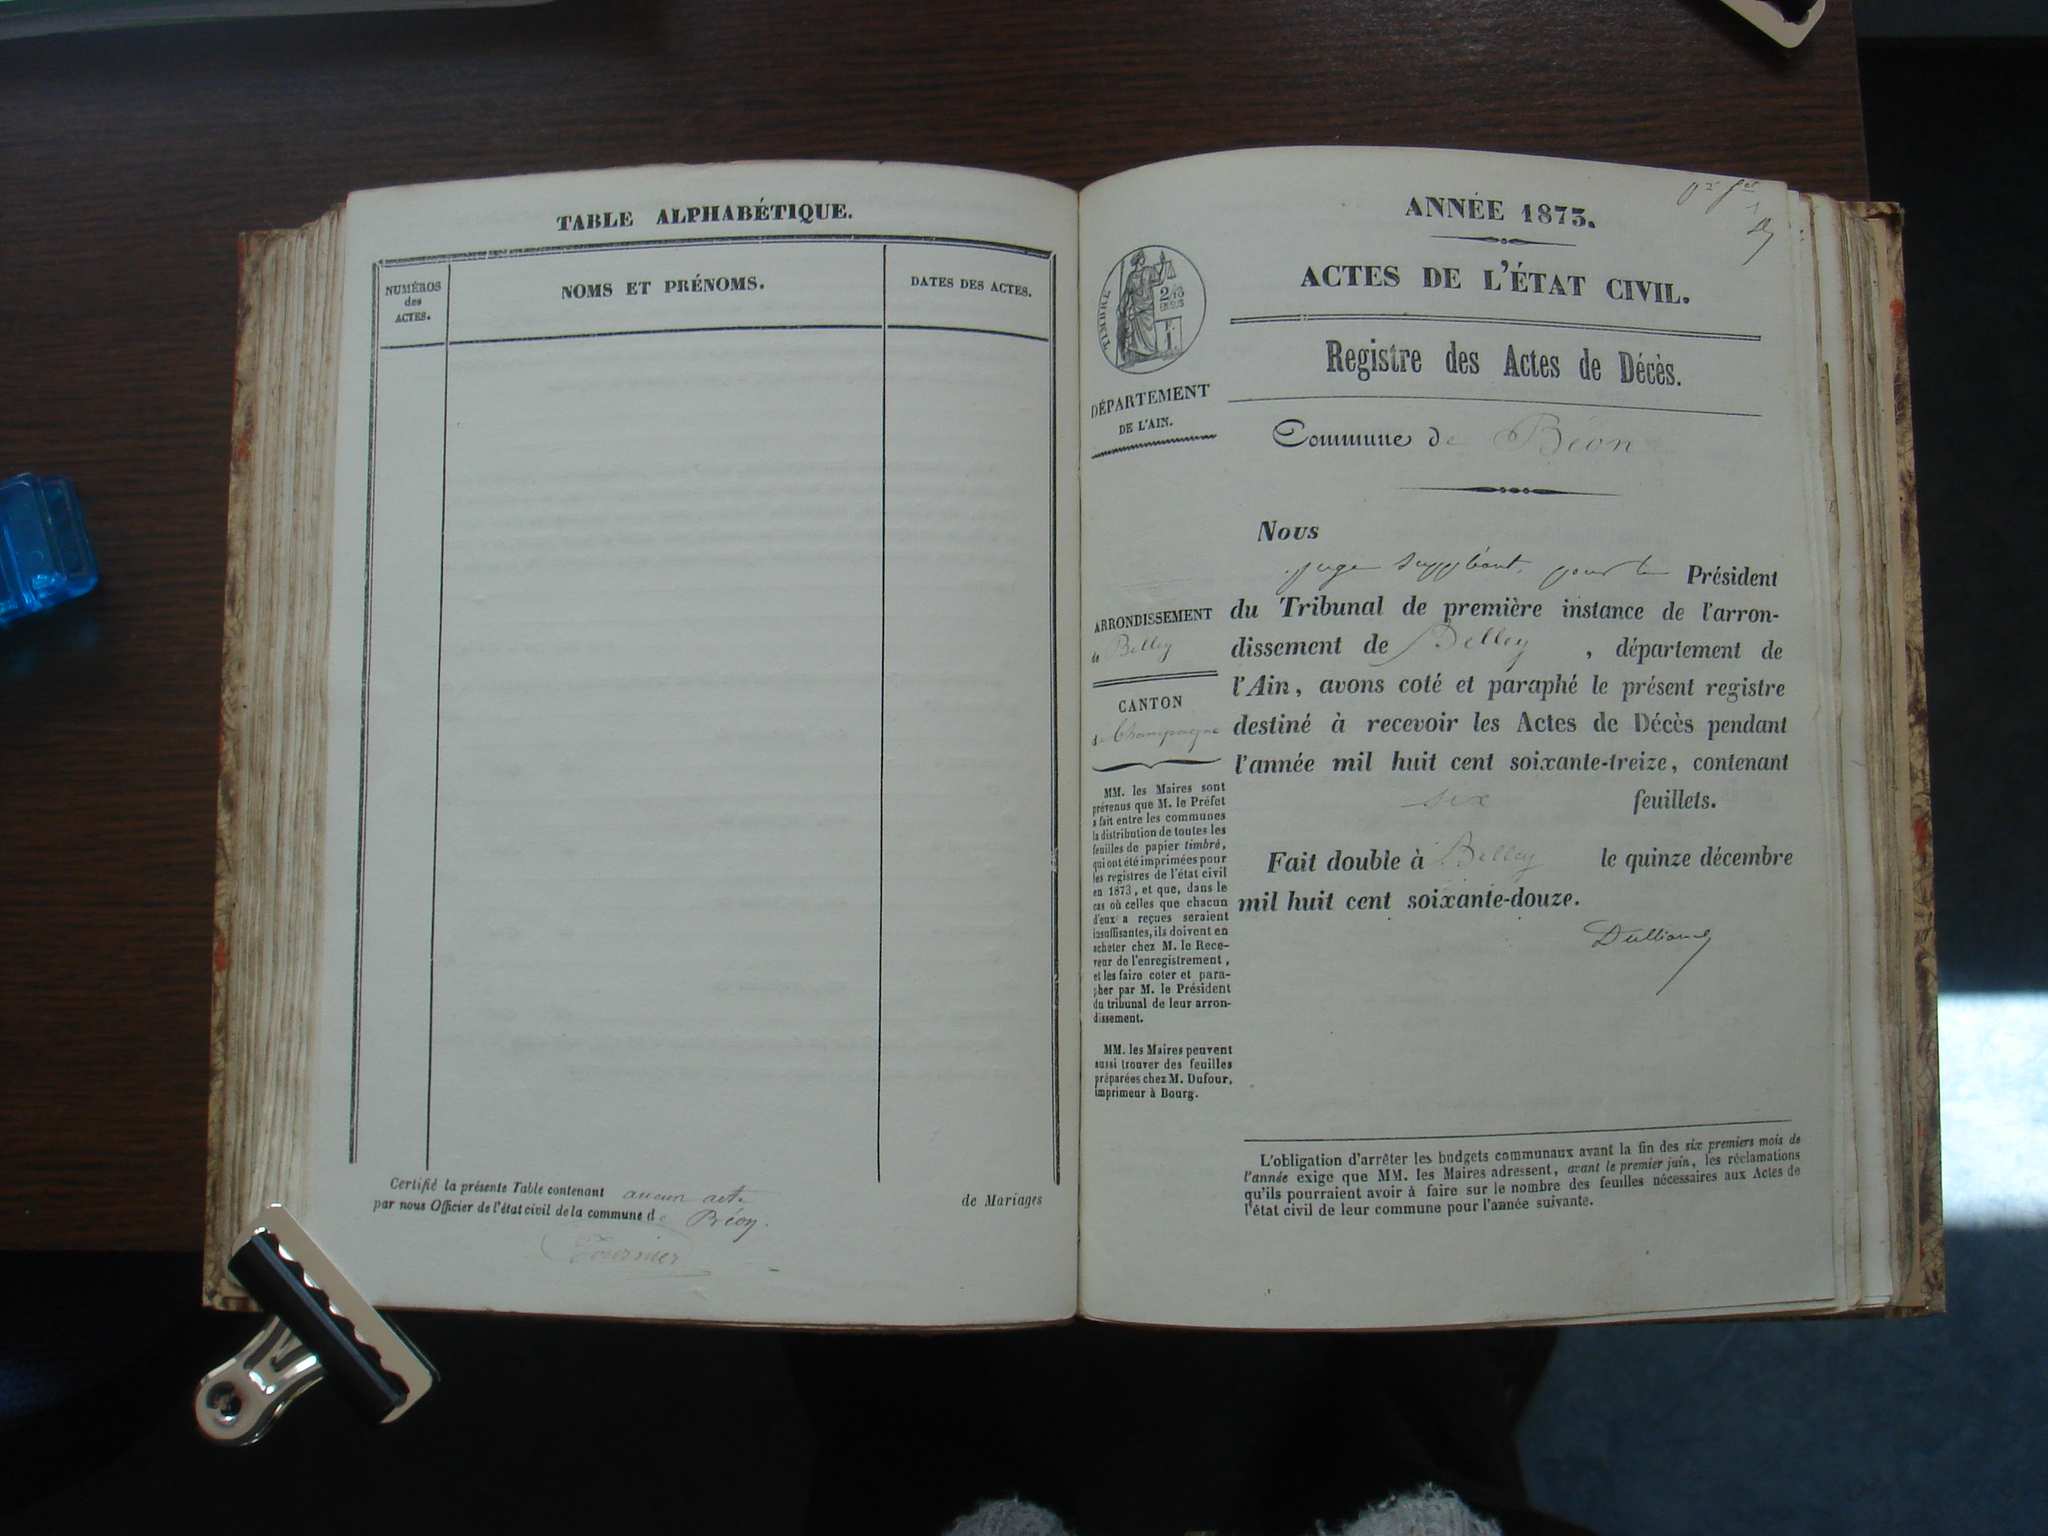 TABLE ALPHABÉTIQUE.
NUMÉROS
des
ACTES.
NOMS ET PRÉNOMS.
DATES DES ACTES.
Certifié la présente Table contenant aucun acte de Mariages
par nous Officier de l'état civil de la commune de Béon.
Tournier
ANNÉE 1873.
ACTES DE L'ÉTAT CIVIL.
Registre des Actes de Décès.
TIMBRE
DÉPARTEMENT
DE L'AIN.
Commune de Béon
Nous
juge suppléant, pour le Président
du Tribunal de première instance de l'arron-
dissement de Belley, département de
l'Ain, avons coté et paraphé le présent registre
destiné à recevoir les Actes de Décès pendant
l'année mil huit cent soixante-treize, contenant
six feuillets.
Fait double à Belley le quinze décembre
mil huit cent soixante-douze.
ARRONDISSEMENT
de Belley
CANTON
de Champagne
MM. les Maires sont
prévenus que M. le Préfet
a fait entre les communes
la distribution de toutes les
feuilles de papier timbré,
qui ont été imprimées pour
les registres de l'état civil
en 1873, et que, dans le
cas où celles que chacun
d'eux a reçues seraient
insuffisantes, ils doivent en
acheter chez M. le Rece-
veur de l'enregistrement,
et les faire coter et para-
pher par M. le Président
du tribunal de leur arron-
dissement.
MM. les Maires peuvent
aussi trouver des feuilles
préparées chez M. Dufour,
imprimeur à Bourg.
L'obligation d'arrêter les budgets communaux avant la fin des six premiers mois de
l'année exige que MM. les Maires adressent, avant le premier juin, les réclamations
qu'ils pourraient avoir à faire sur le nombre des feuilles nécessaires aux Actes de
l'état civil de leur commune pour l'année suivante.